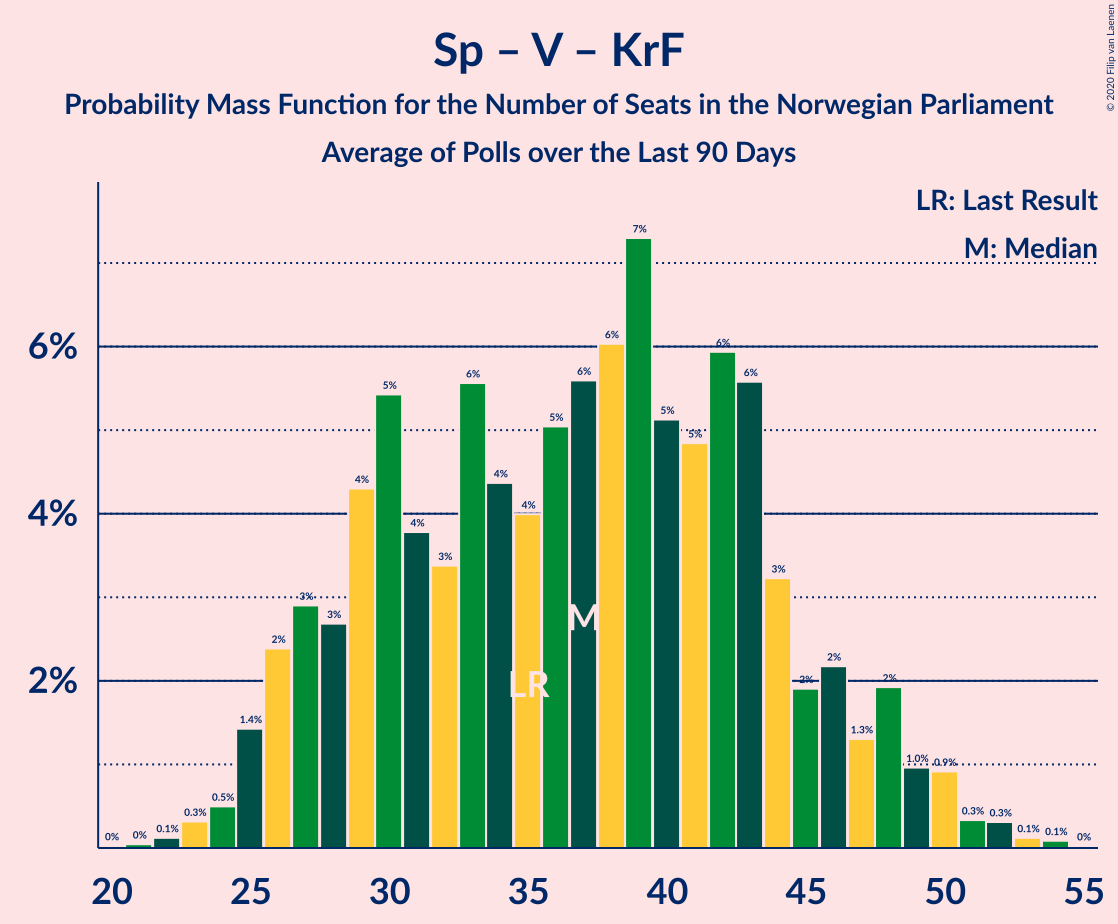 © 2020 Filip van Laenen
Sp – V – KrF
Probability Mass Function for the Number of Seats in the Norwegian Parliament
Average of Polls over the Last 90 Days
LR: Last Result
M: Median
6%
4%
2%
0% 0% 0.1% 0.3% 0.5% 1.4% 2% 3% 3% 4% 5% 4% 3% 6% 4% 4% 5% 6% 6% 7% 5% 5% 6% 6% 3% 2% 2% 1.3% 2% 1.0% 0.9% 0.3% 0.3% 0.1% 0.1% 0%
M
LR
20 25 30 35 40 45 50 55